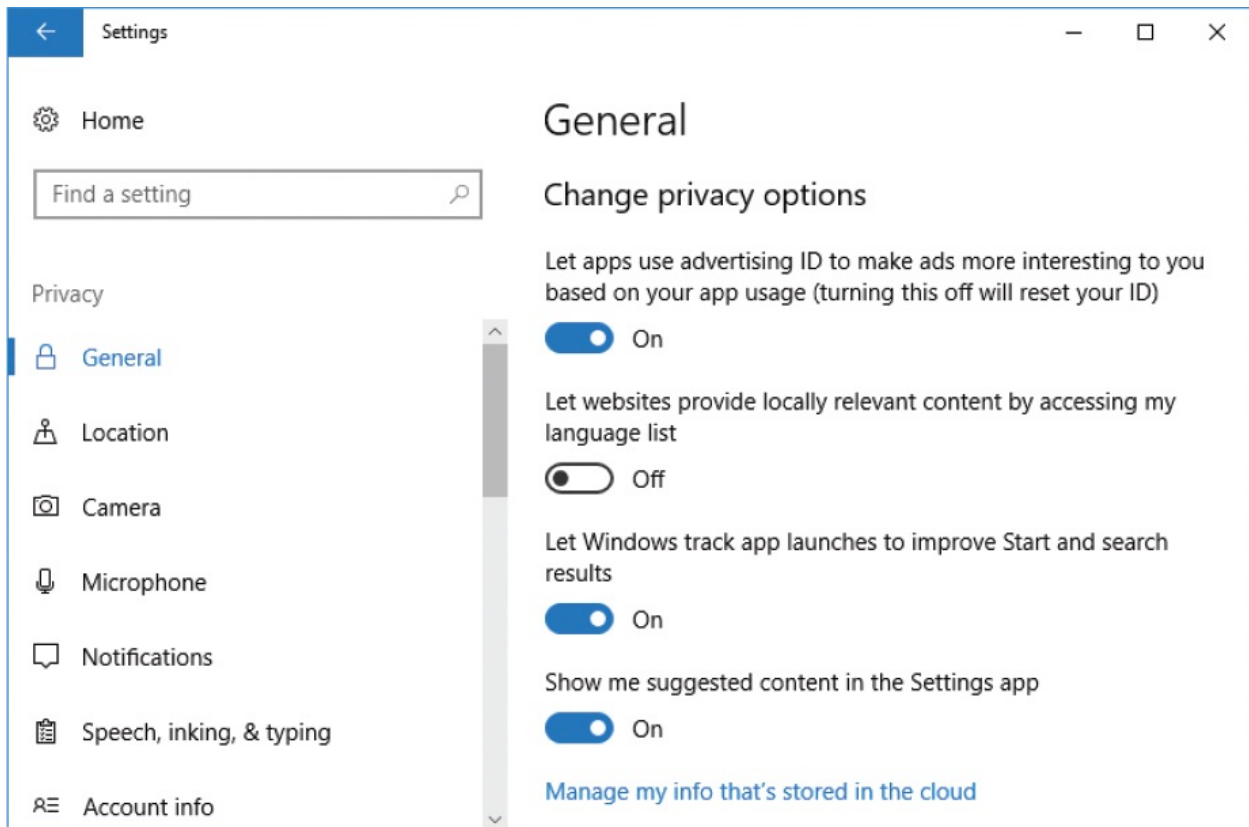 Settings
Home
Find a setting
Privacy
General
Location
Camera
Microphone
Notifications
Speech, inking, & typing
Account info
General
Change privacy options
Let apps use advertising ID to make ads more interesting to you
based on your app usage (turning this off will reset your ID)
On
Let websites provide locally relevant content by accessing my
language list
Off
Let Windows track app launches to improve Start and search
results
On
Show me suggested content in the Settings app
On
Manage my info that's stored in the cloud